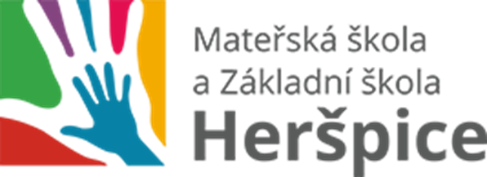 Mateřská škola
a Základní škola
Heršpice